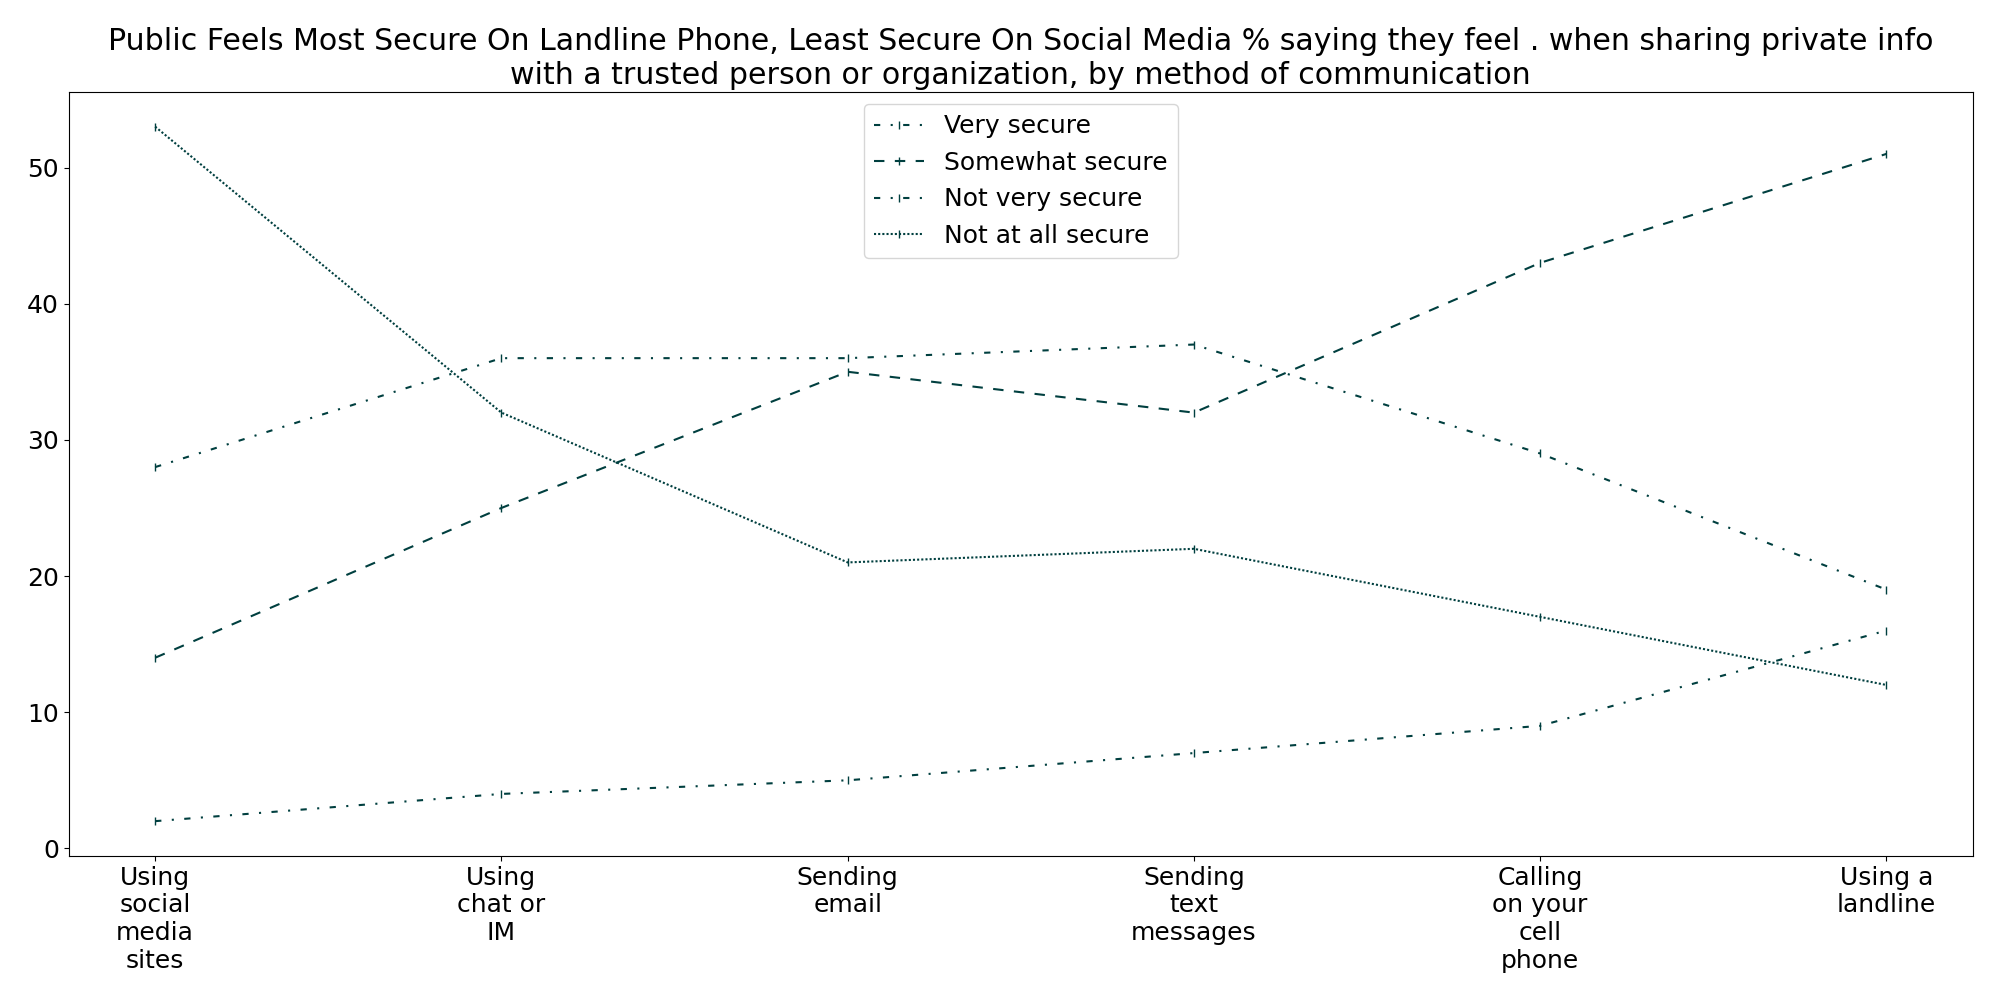 Public Feels Most Secure On Landline Phone, Least Secure On Social Media % saying they feel . when sharing private info
with a trusted person or organization, by method of communication
Very secure
Somewhat secure
Not very secure
Not at all secure
50
40
30
20
10
0
Using
social
media
sites
Using
chat or
IM
Sending
email
Sending
text
messages
Calling
on your
cell
phone
Using a
landline